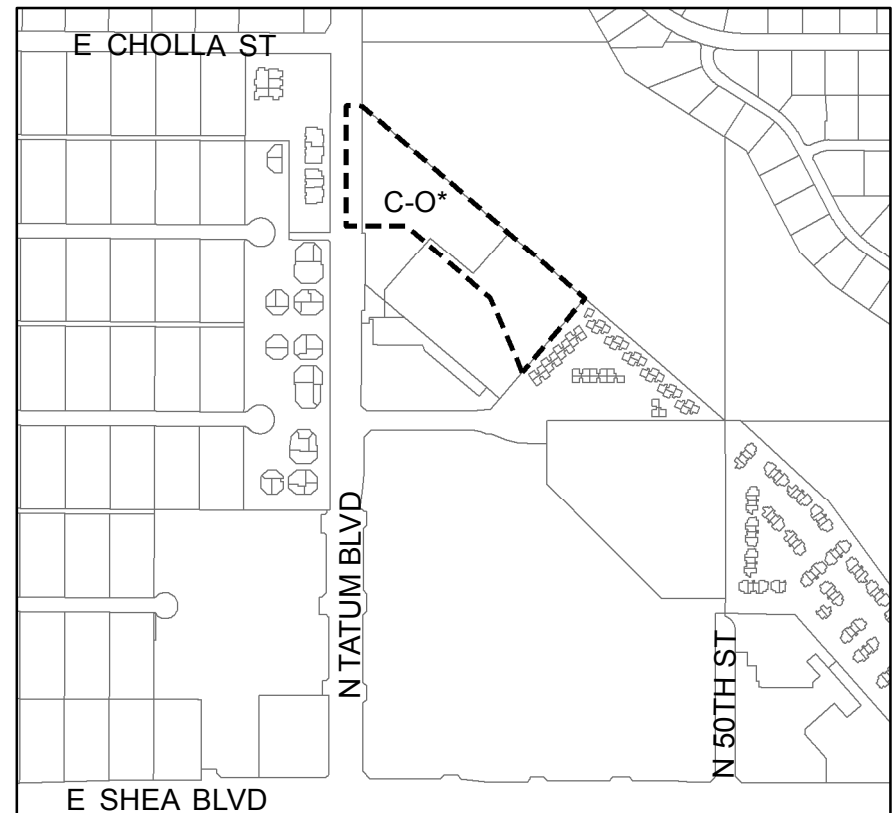 E CHOLLA ST
C-O*
N TATUM BLVD
N 50TH ST
E SHEA BLVD